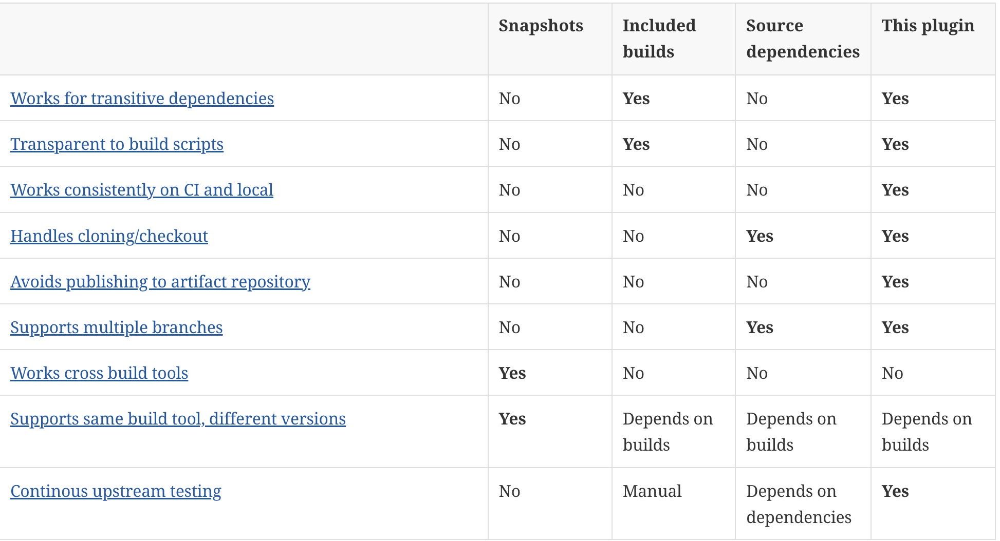 Snapshots Included builds Source dependencies This plugin
Works for transitive dependencies No Yes No Yes
Transparent to build scripts No Yes No Yes
Works consistently on CI and local No No No Yes
Handles cloning/checkout No No Yes Yes
Avoids publishing to artifact repository No No No Yes
Supports multiple branches No No Yes Yes
Works cross build tools Yes No No No
Supports same build tool, different versions Yes Depends on builds Depends on builds Depends on builds
Continous upstream testing No Manual Depends on dependencies Yes